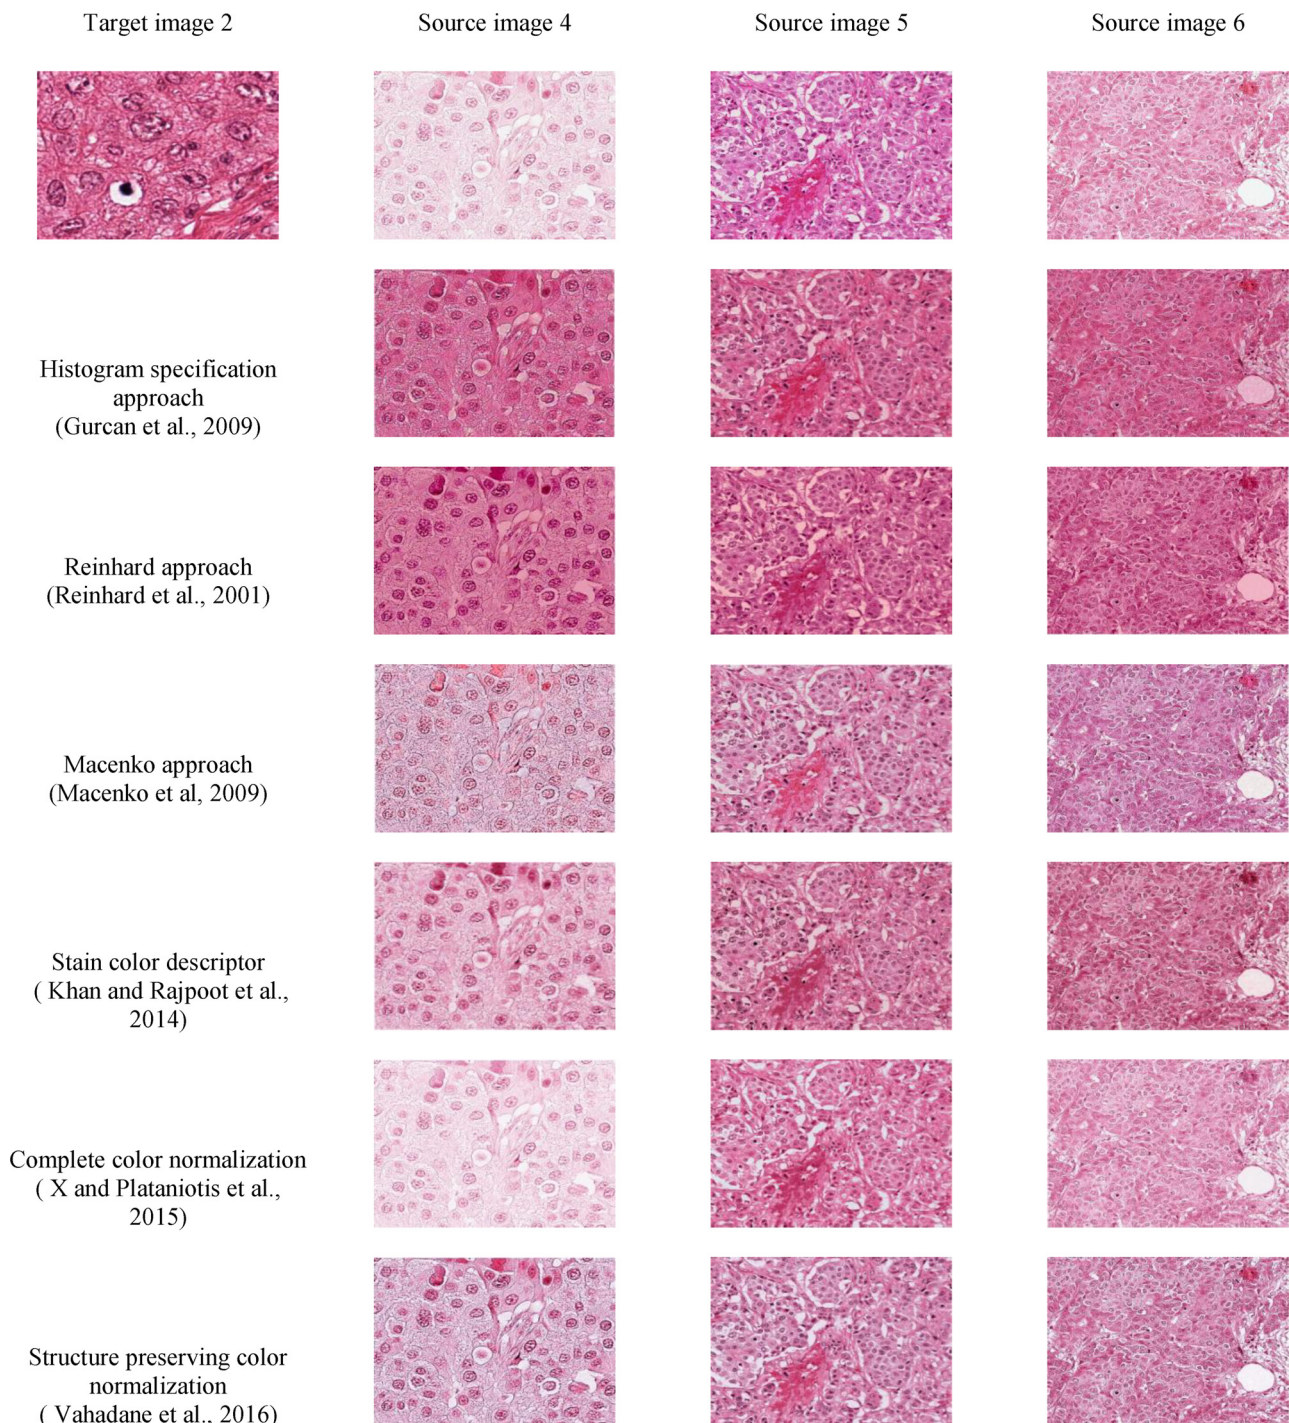 Target image 2
Source image 4
Source image 5
Source image 6
Histogram specification
approach
(Gurcan et al., 2009)
Reinhard approach
(Reinhard et al., 2001)
Macenko approach
(Macenko et al, 2009)
Stain color descriptor
( Khan and Rajpoot et al.,
2014)
Complete color normalization
( X and Plataniotis et al.,
2015)
Structure preserving color
normalization
( Vahadane et al., 2016)